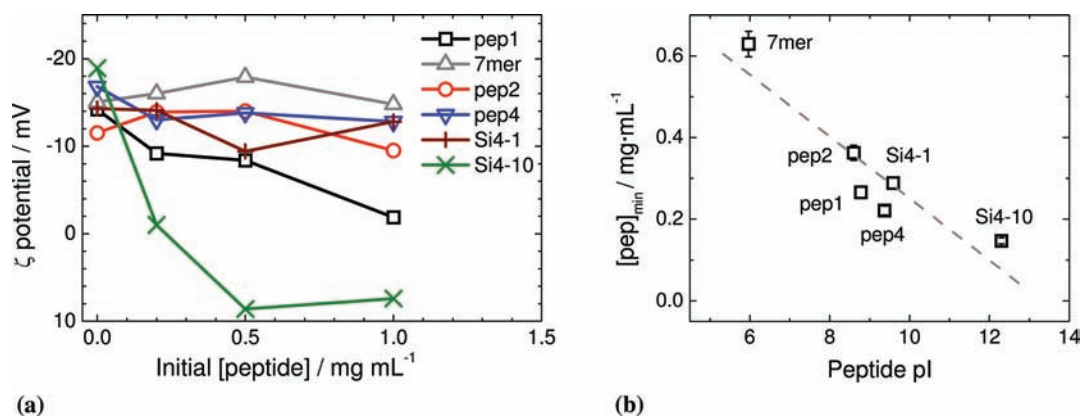 -20
-10
0
10
ζ potential / mV
0.0 0.5 1.0 1.5
Initial [peptide] / mg mL⁻¹
pep1
7mer
pep2
pep4
Si4-1
Si4-10
(a)
0.6
0.4
0.2
0.0
[pep]min / mg·mL⁻¹
7mer
pep2
Si4-1
pep1
pep4
Si4-10
6 8 10 12 14
Peptide pI
(b)